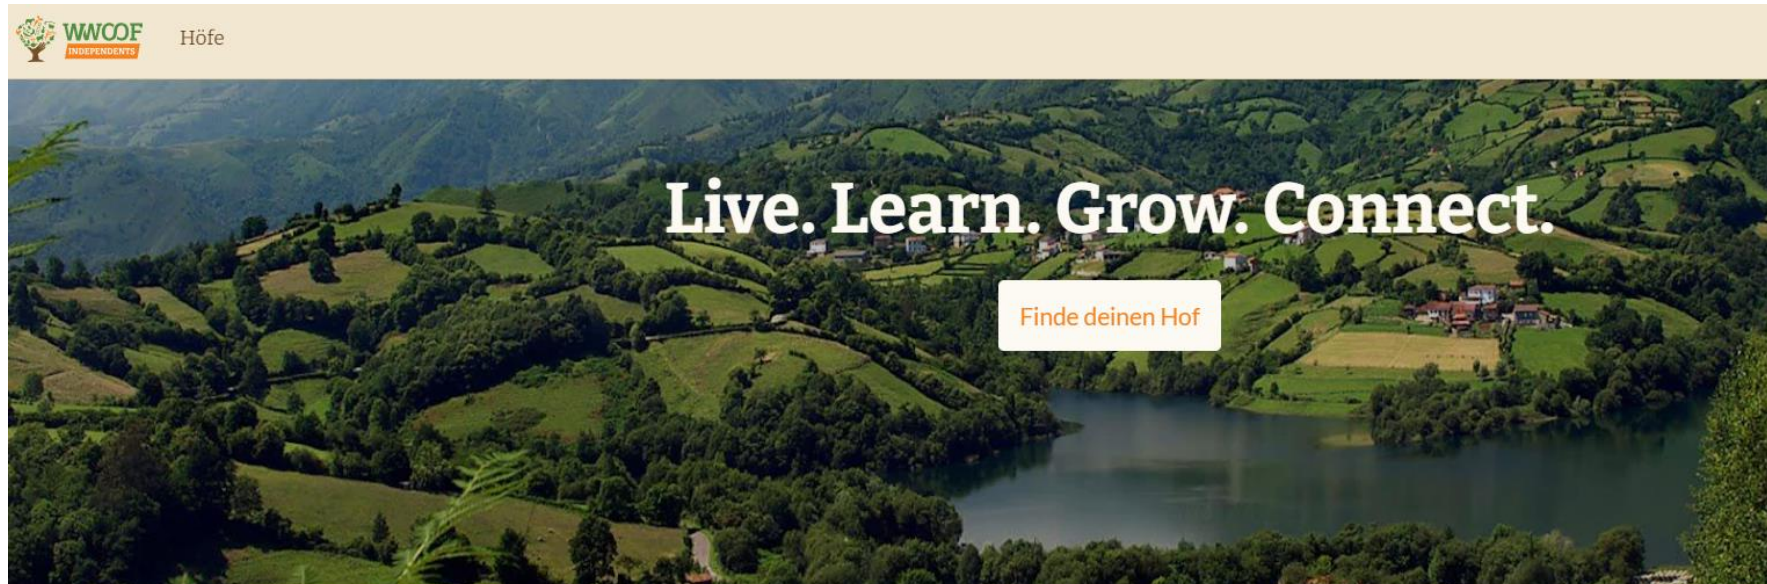 WWOOF
INDEPENDENTS
Höfe
Live. Learn. Grow. Connect.
Finde deinen Hof